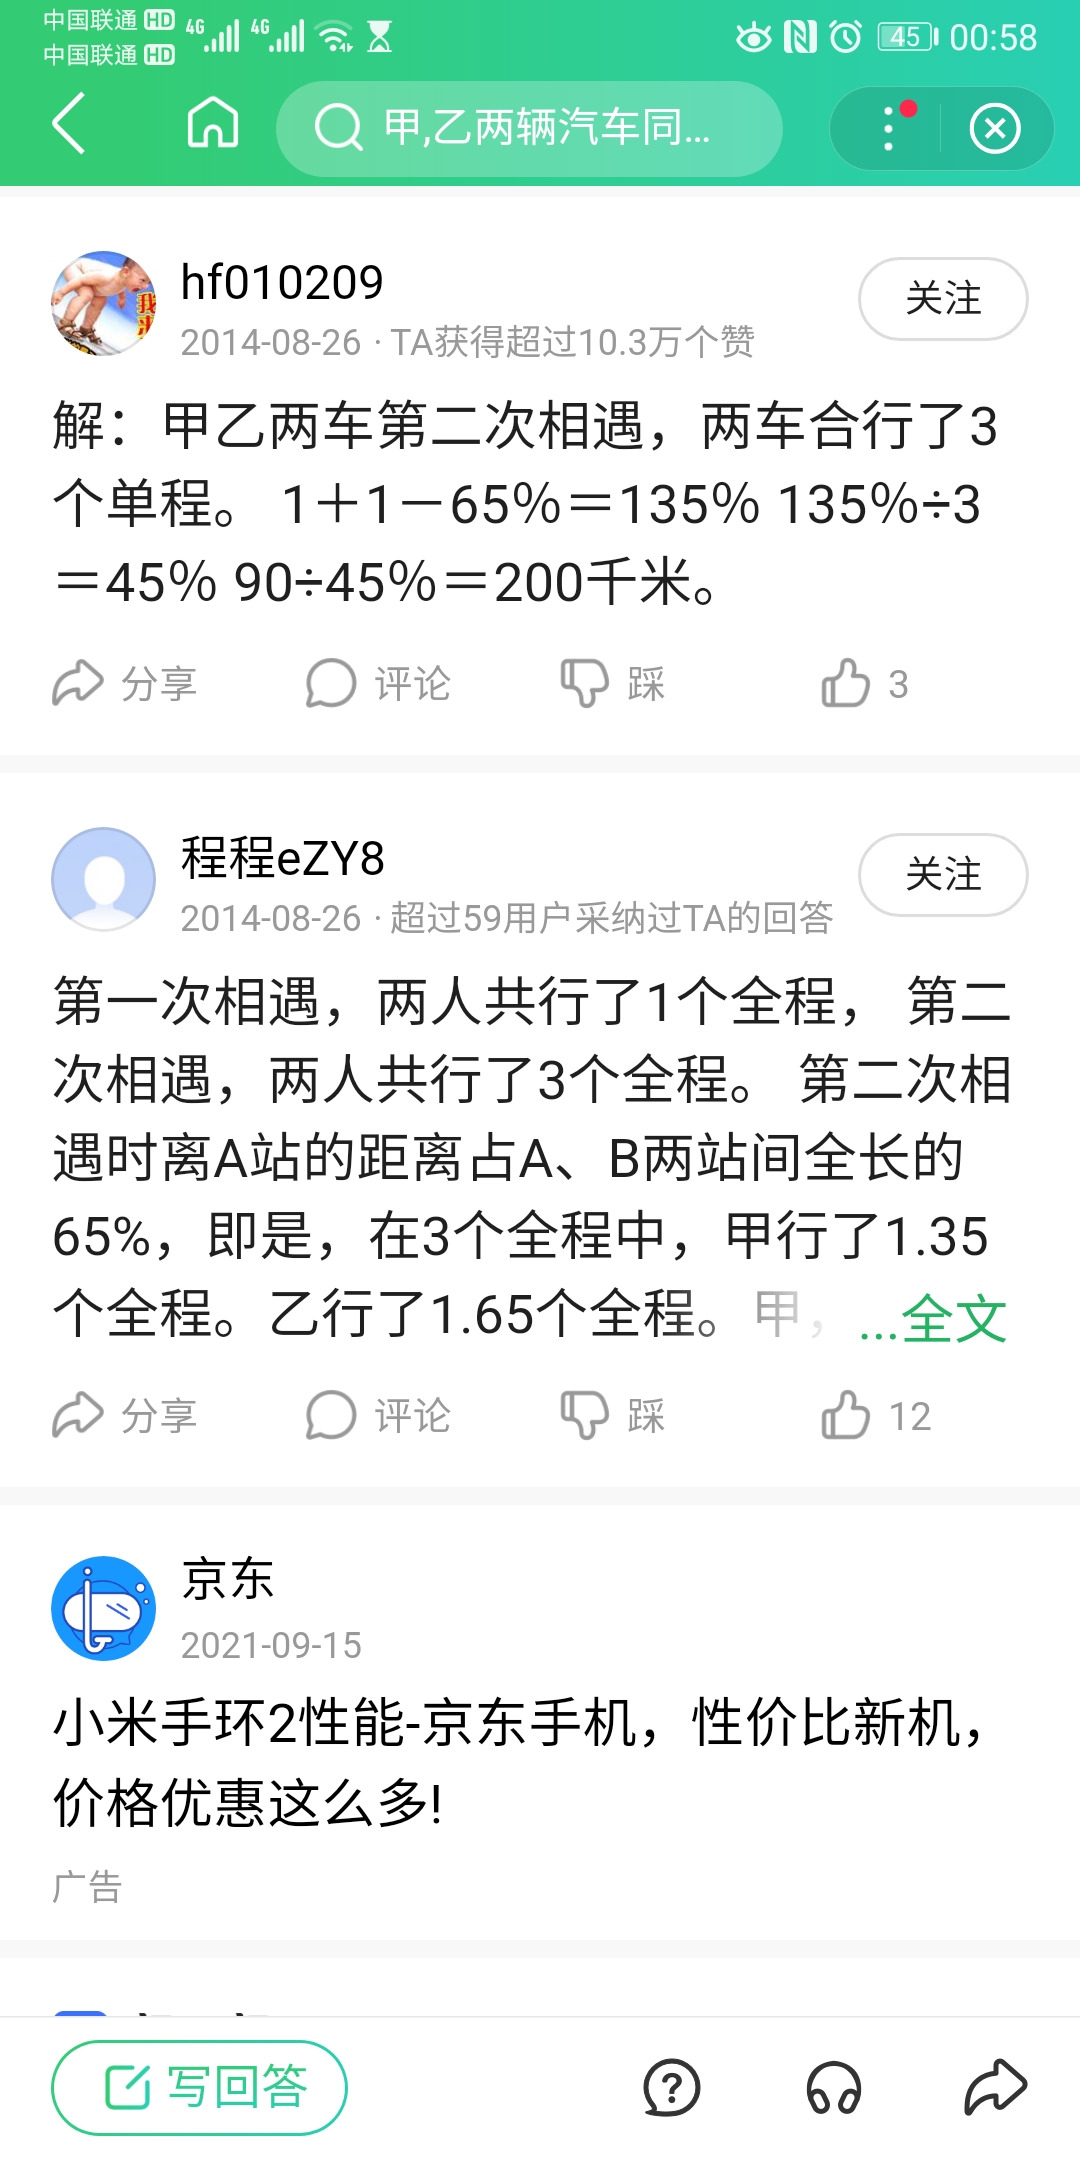 中国联通 HD 4G 4G 45 00:58
中国联通 HD
甲,乙两辆汽车同...
hf010209
关注
2014-08-26 · TA获得超过10.3万个赞
解：甲乙两车第二次相遇，两车合行了3
个单程。 1＋1－65%＝135% 135%÷3
＝45% 90÷45%＝200千米。
分享 评论 踩 3
程程eZY8
关注
2014-08-26 · 超过59用户采纳过TA的回答
第一次相遇，两人共行了1个全程， 第二
次相遇，两人共行了3个全程。 第二次相
遇时离A站的距离占A、B两站间全长的
65%，即是，在3个全程中，甲行了1.35
个全程。乙行了1.65个全程。甲， ...全文
分享 评论 踩 12
京东
2021-09-15
小米手环2性能-京东手机，性价比新机，
价格优惠这么多!
广告
写回答